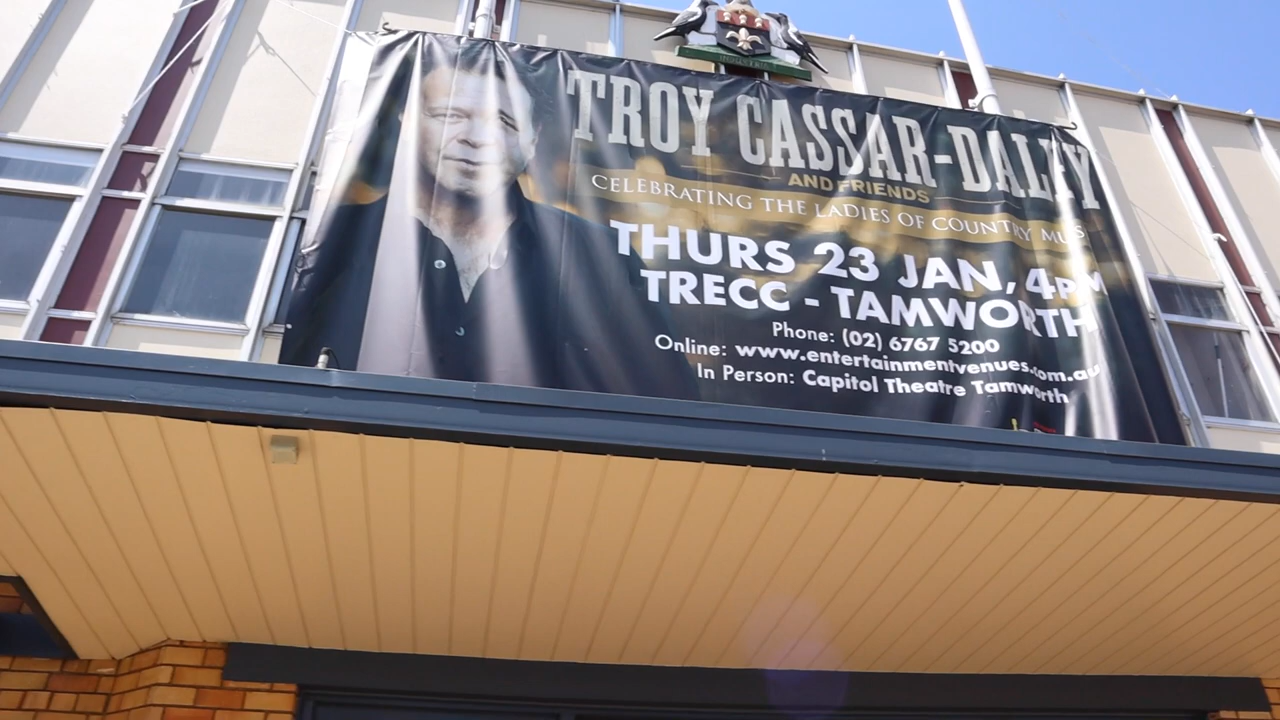 TROY CASSAR-DALEY
AND FRIENDS
CELEBRATING THE LADIES OF COUNTRY MUS
THURS 23 JAN, 4PM
TRECC - TAMWORTH
Phone: (02) 6767 5200
Online: www.entertainmentvenues.com.au
In Person: Capitol Theatre Tamworth